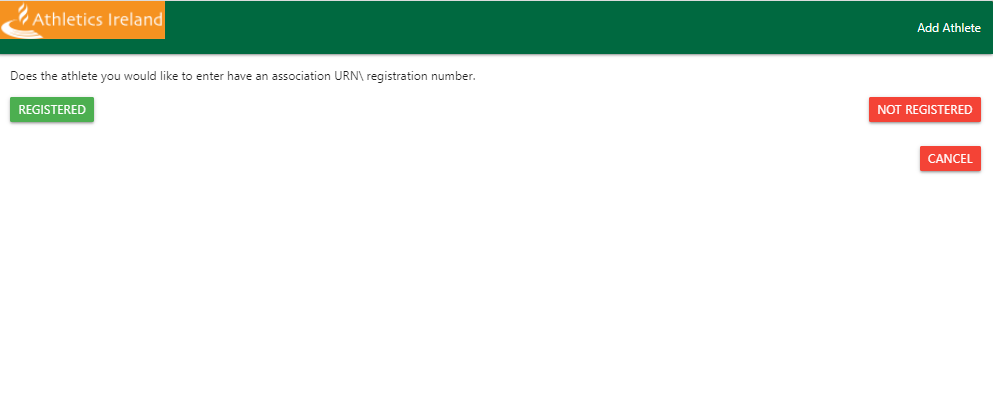 Athletics Ireland
Add Athlete
Does the athlete you would like to enter have an association URN\ registration number.
REGISTERED
NOT REGISTERED
CANCEL